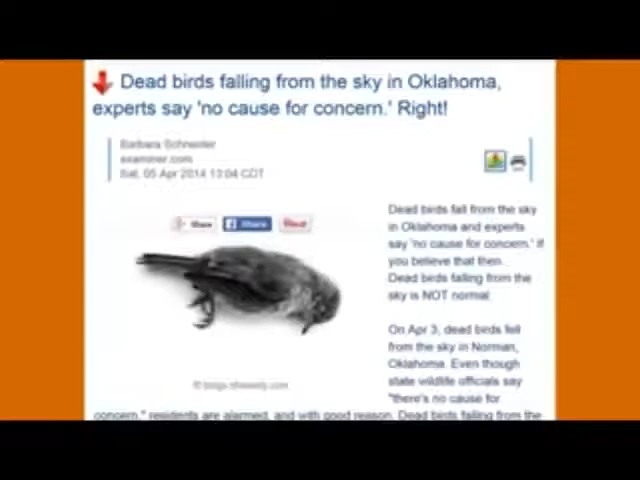 Dead birds falling from the sky in Oklahoma,
experts say 'no cause for concern.' Right!
Barbara Schneider
examiner.com
Sat, 05 Apr 2014 13:04 CDT
Share
Share
Dead birds fall from the sky
in Oklahoma and experts
say 'no cause for concern.' If
you believe that then
Dead birds falling from the
sky is NOT normal.
On Apr 3, dead birds fell
from the sky in Norman,
Oklahoma. Even though
state wildlife officials say
"there's no cause for
concern," residents are alarmed, and with good reason. Dead birds falling from the